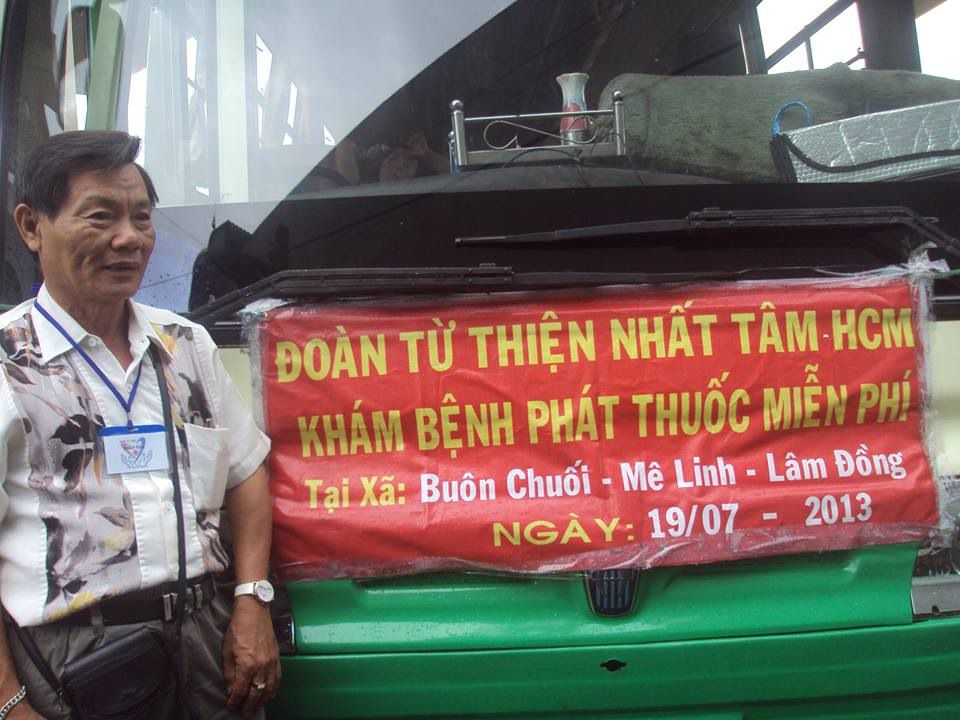 ĐOÀN TỪ THIỆN NHẤT TÂM-HCM
KHÁM BỆNH PHÁT THUỐC MIỄN PHÍ
Tại Xã: Buôn Chuối - Mê Linh - Lâm Đồng
NGÀY: 19/07 - 2013